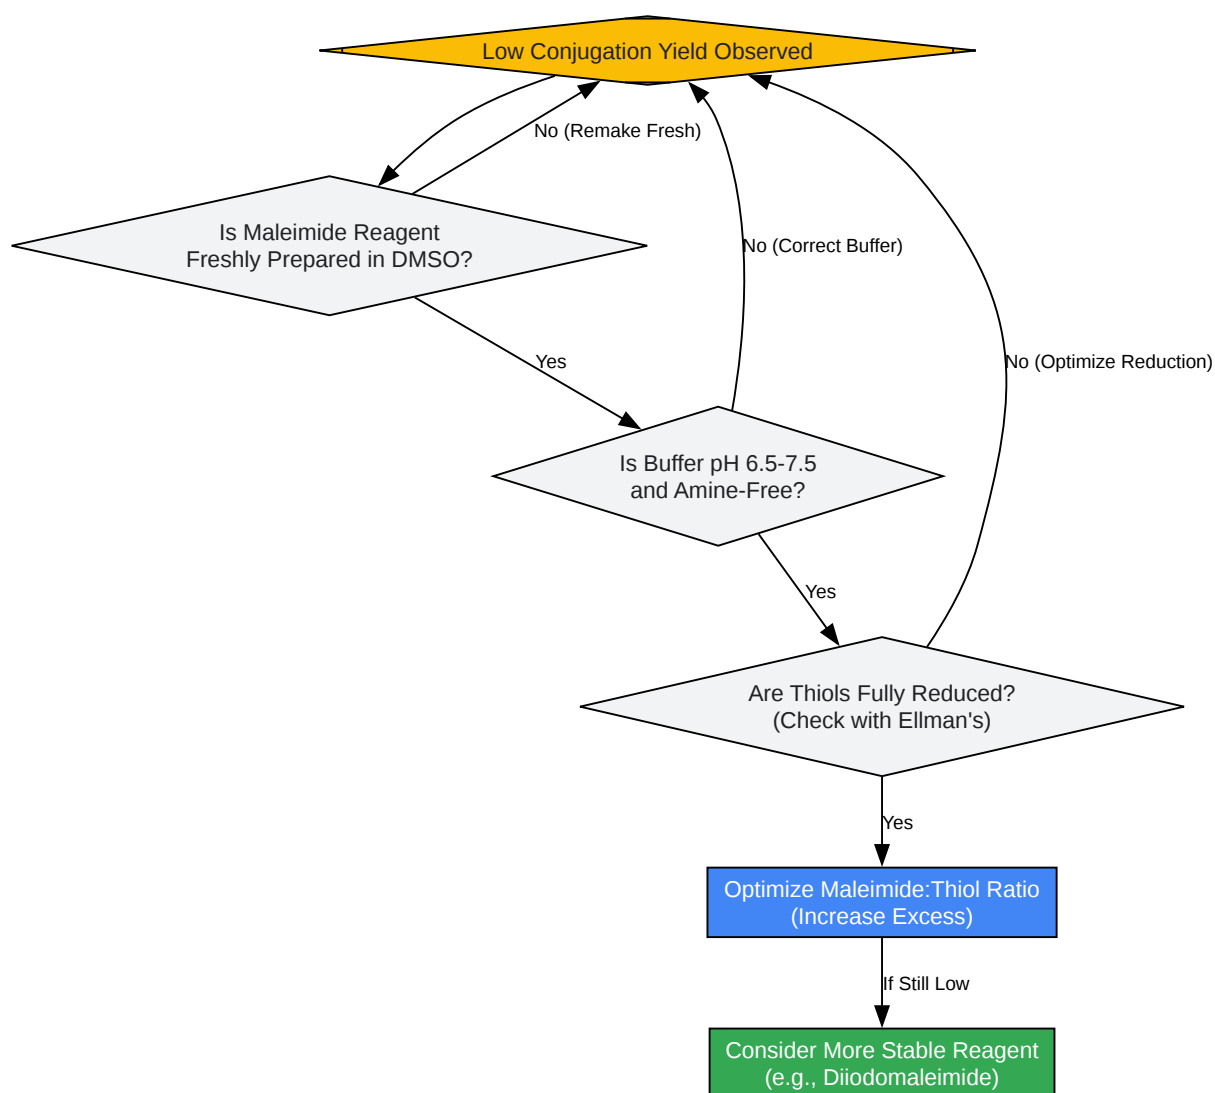 Low Conjugation Yield Observed
No (Remake Fresh)
Is Maleimide Reagent
Freshly Prepared in DMSO?
No (Correct Buffer)
Yes
No (Optimize Reduction)
Is Buffer pH 6.5-7.5
and Amine-Free?
Yes
Are Thiols Fully Reduced?
(Check with Ellman's)
Yes
Optimize Maleimide:Thiol Ratio
(Increase Excess)
If Still Low
Consider More Stable Reagent
(e.g., Diiodomaleimide)